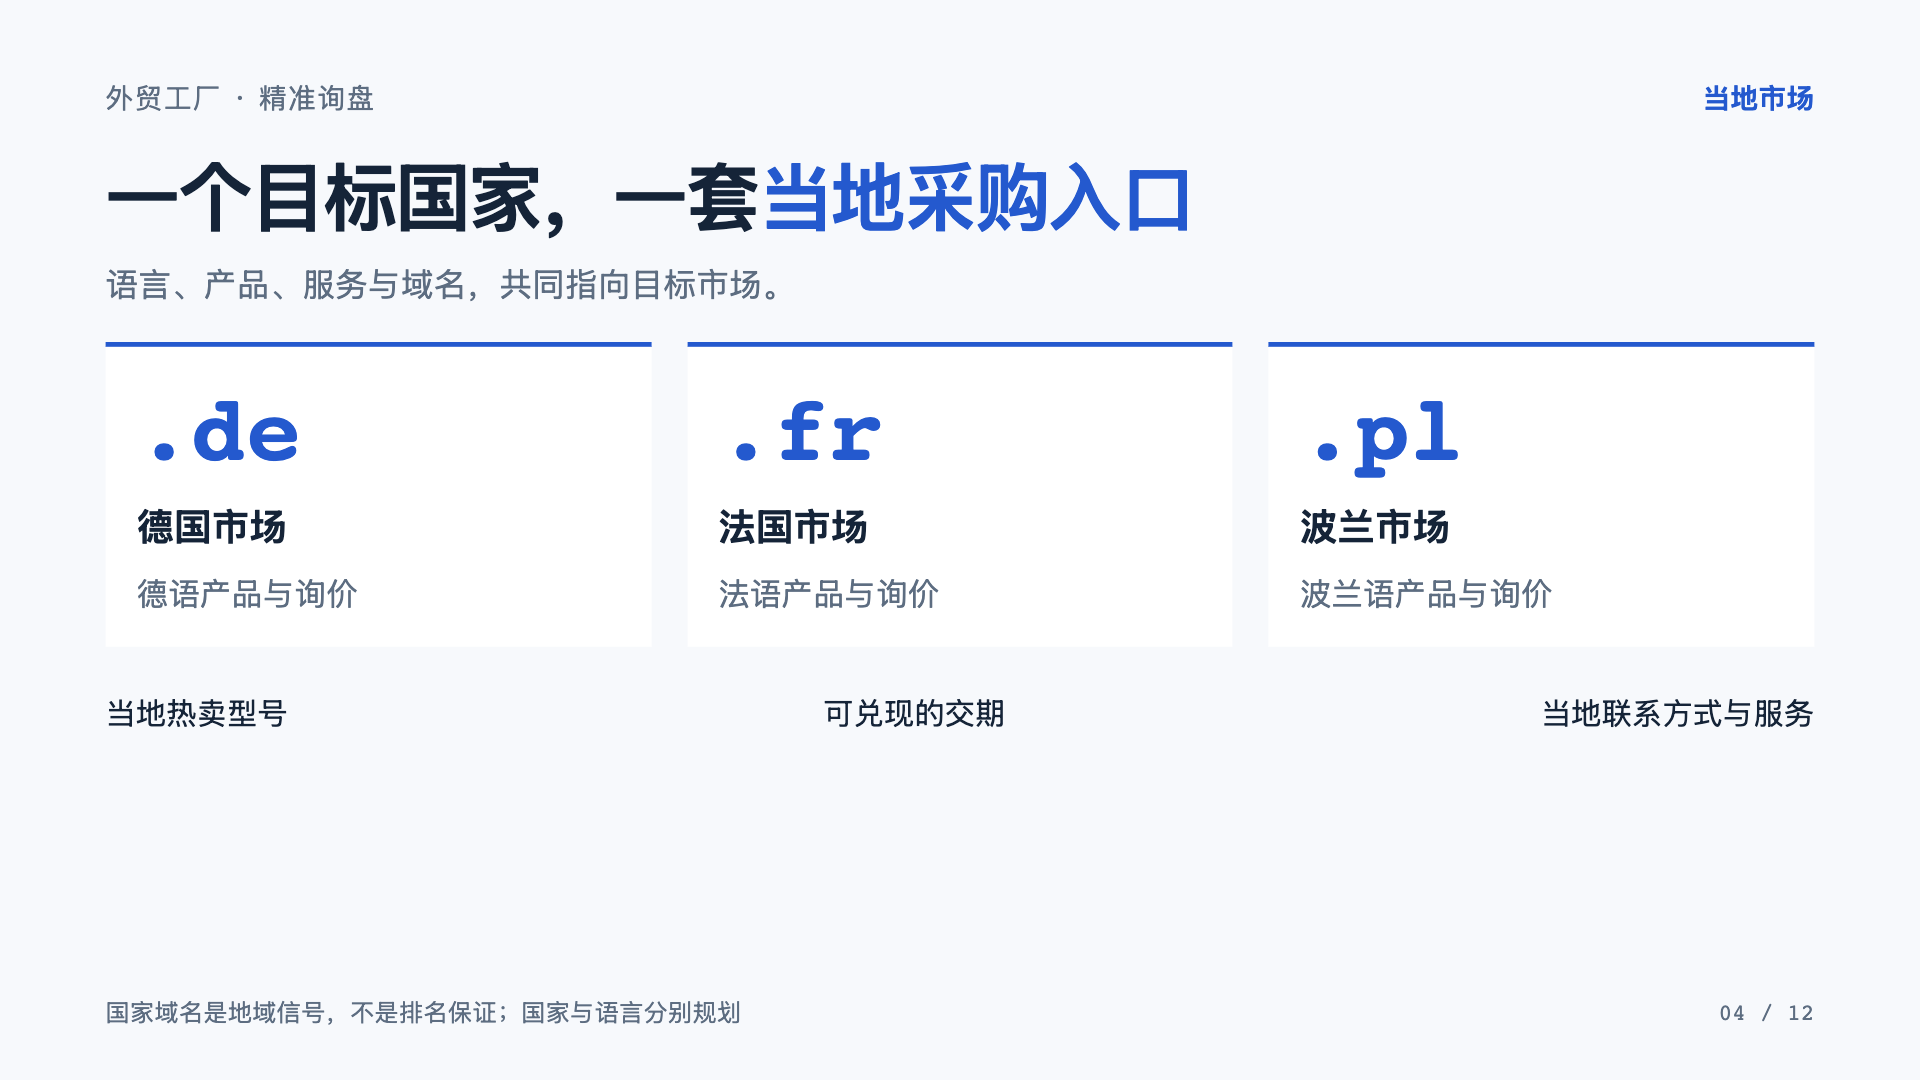 外贸工厂 · 精准询盘
当地市场
一个目标国家，一套当地采购入口
语言、产品、服务与域名，共同指向目标市场。
.de
德国市场
德语产品与询价
.fr
法国市场
法语产品与询价
.pl
波兰市场
波兰语产品与询价
当地热卖型号
可兑现的交期
当地联系方式与服务
国家域名是地域信号，不是排名保证；国家与语言分别规划
04 / 12